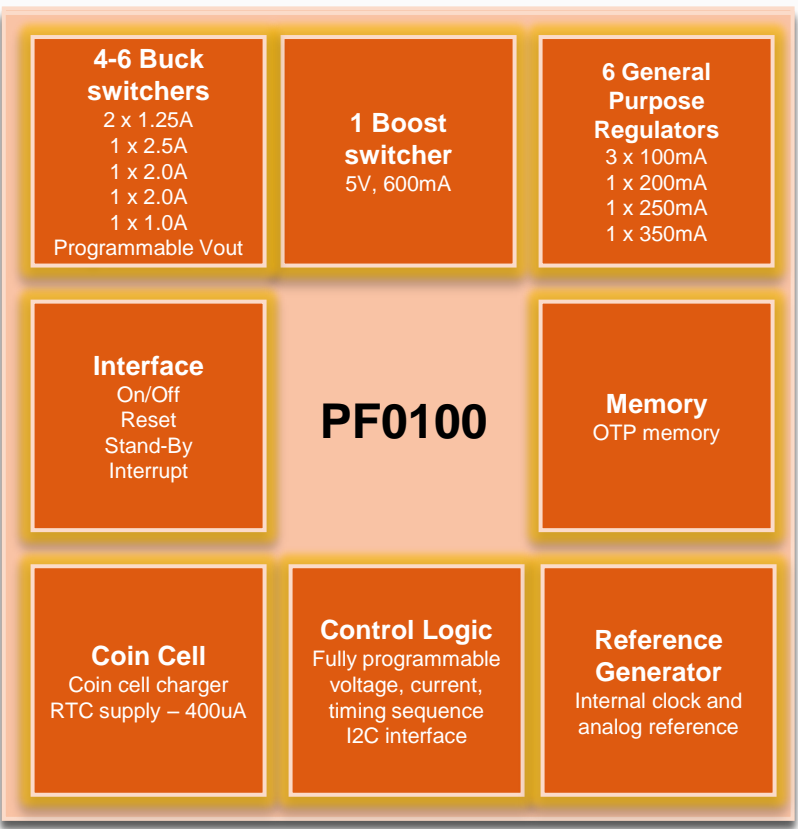 4-6 Buck
switchers
2 x 1.25A
1 x 2.5A
1 x 2.0A
1 x 2.0A
1 x 1.0A
Programmable Vout
1 Boost
switcher
5V, 600mA
6 General
Purpose
Regulators
3 x 100mA
1 x 200mA
1 x 250mA
1 x 350mA
Interface
On/Off
Reset
Stand-By
Interrupt
PF0100
Memory
OTP memory
Coin Cell
Coin cell charger
RTC supply – 400uA
Control Logic
Fully programmable
voltage, current,
timing sequence
I2C interface
Reference
Generator
Internal clock and
analog reference